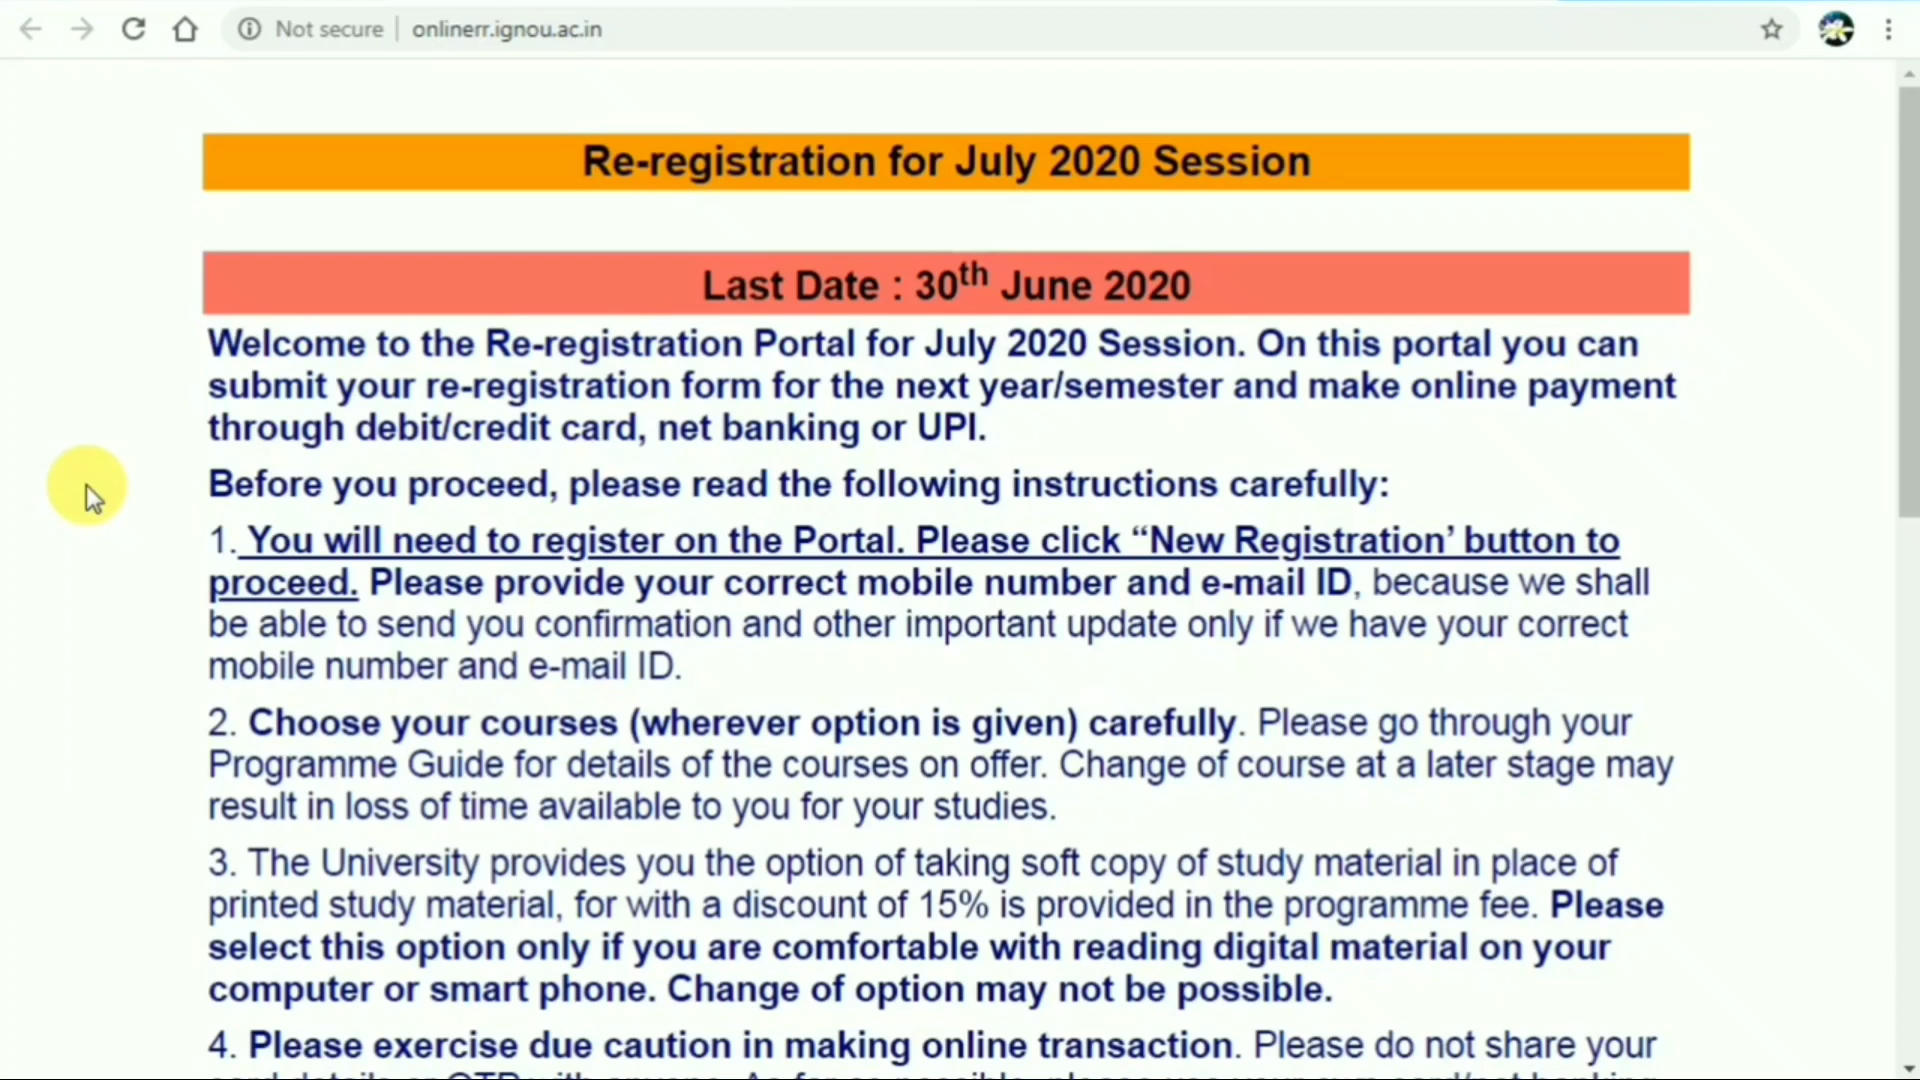 Not secure | onlinerr.ignou.ac.in
Re-registration for July 2020 Session
Last Date : 30th June 2020
Welcome to the Re-registration Portal for July 2020 Session. On this portal you can
submit your re-registration form for the next year/semester and make online payment
through debit/credit card, net banking or UPI.
Before you proceed, please read the following instructions carefully:
1. You will need to register on the Portal. Please click “New Registration’ button to
proceed. Please provide your correct mobile number and e-mail ID, because we shall
be able to send you confirmation and other important update only if we have your correct
mobile number and e-mail ID.
2. Choose your courses (wherever option is given) carefully. Please go through your
Programme Guide for details of the courses on offer. Change of course at a later stage may
result in loss of time available to you for your studies.
3. The University provides you the option of taking soft copy of study material in place of
printed study material, for with a discount of 15% is provided in the programme fee. Please
select this option only if you are comfortable with reading digital material on your
computer or smart phone. Change of option may not be possible.
4. Please exercise due caution in making online transaction. Please do not share your